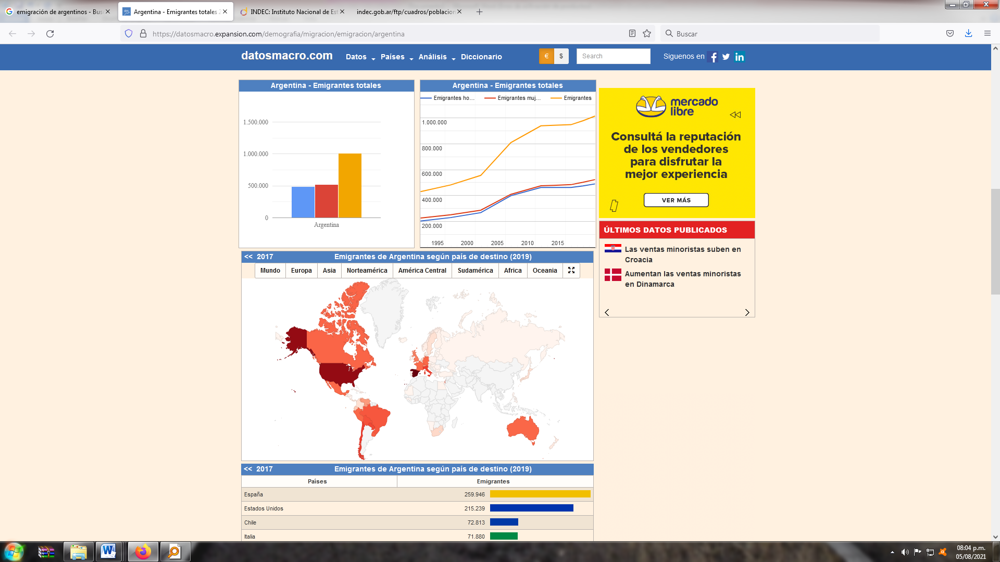 emigración de argentinos - Bus
Argentina - Emigrantes totales 2
INDEC: Instituto Nacional de Est
indec.gob.ar/ftp/cuadros/poblacion
https://datosmacro.expansion.com/demografia/migracion/emigracion/argentina
Buscar
datosmacro.com
Datos
Países
Análisis
Diccionario
€
$
Search
Siguenos en
Argentina - Emigrantes totales
1.500.000
1.000.000
500.000
0
Argentina
Argentina - Emigrantes totales
Emigrantes ho...
Emigrantes muj...
Emigrantes
1.000.000
800.000
600.000
400.000
200.000
1995 2000 2005 2010 2015
mercado
libre
Consultá la reputación
de los vendedores
para disfrutar la
mejor experiencia
VER MÁS
ÚLTIMOS DATOS PUBLICADOS
Las ventas minoristas suben en
Croacia
Aumentan las ventas minoristas
en Dinamarca
<< 2017 Emigrantes de Argentina según país de destino (2019)
Mundo Europa Asia Norteamérica América Central Sudamérica Africa Oceania
<< 2017 Emigrantes de Argentina según país de destino (2019)
Países Emigrantes
España 259.946
Estados Unidos 215.239
Chile 72.813
Italia 71.880
08:04 p.m.
05/08/2021